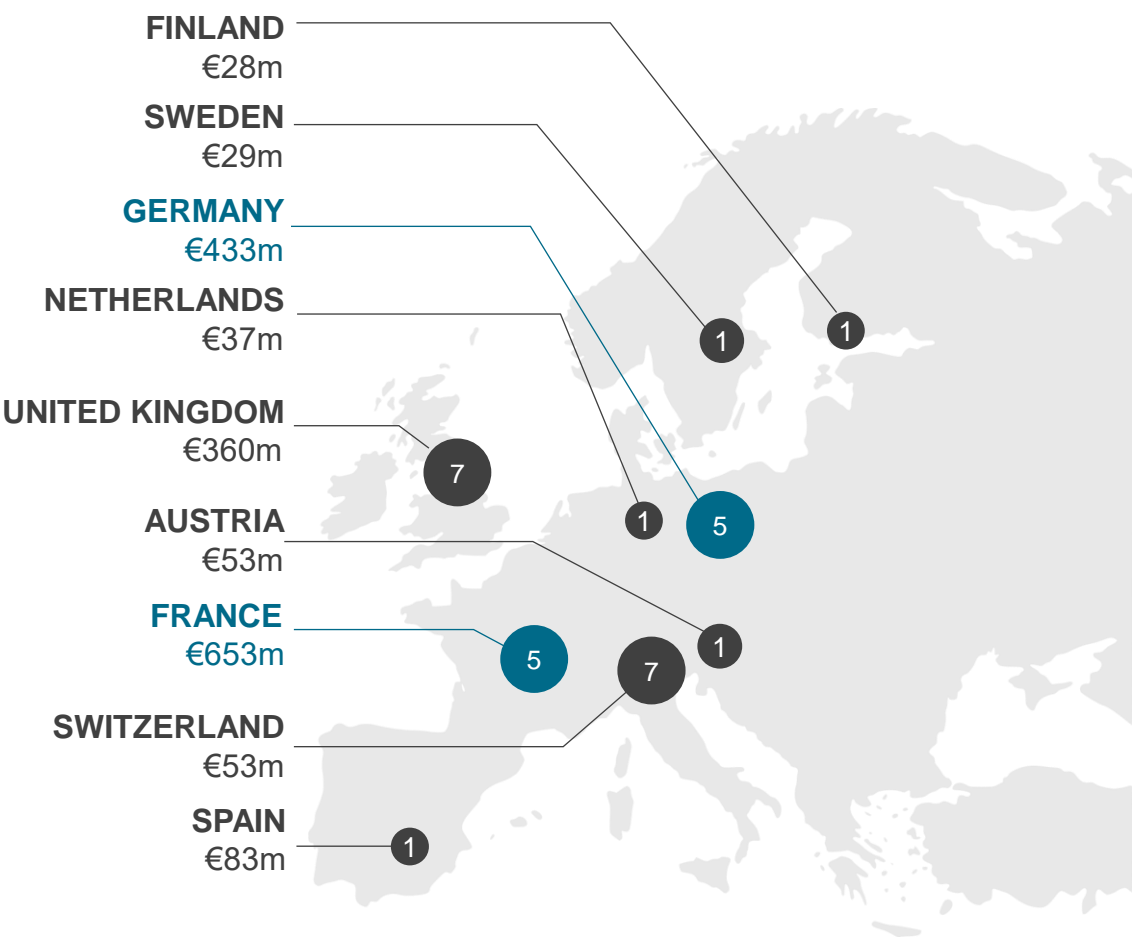 FINLAND
€28m
SWEDEN
€29m
GERMANY
€433m
NETHERLANDS
€37m
UNITED KINGDOM
€360m
AUSTRIA
€53m
FRANCE
€653m
SWITZERLAND
€53m
SPAIN
€83m
1
1
7
1
5
1
5
7
1